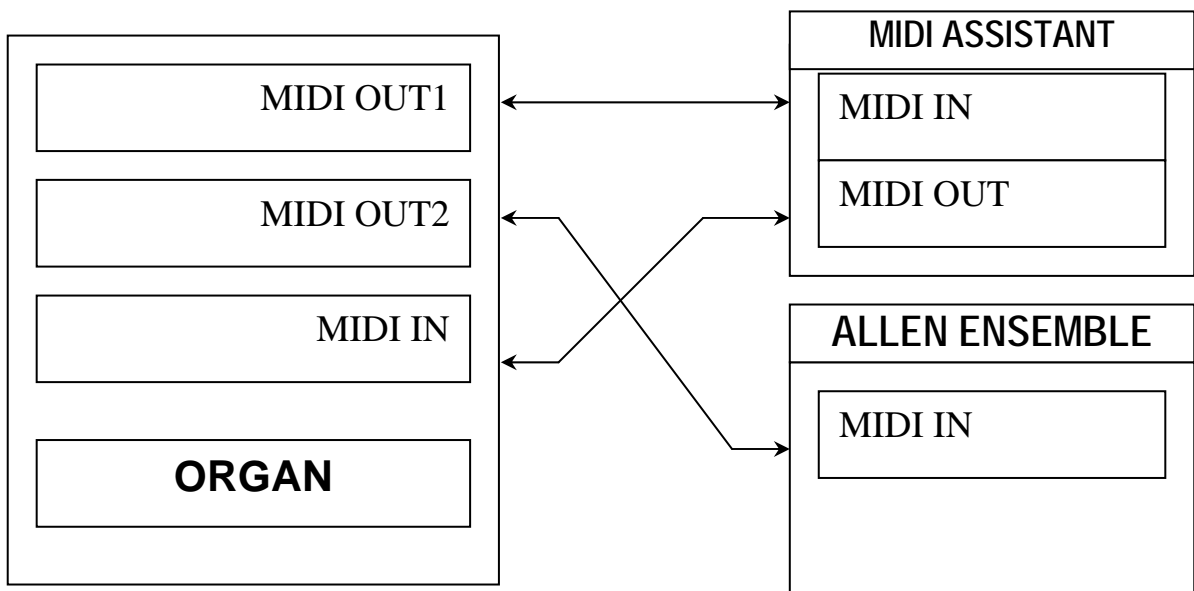 MIDI OUT1
MIDI OUT2
MIDI IN
ORGAN
MIDI ASSISTANT
MIDI IN
MIDI OUT
ALLEN ENSEMBLE
MIDI IN